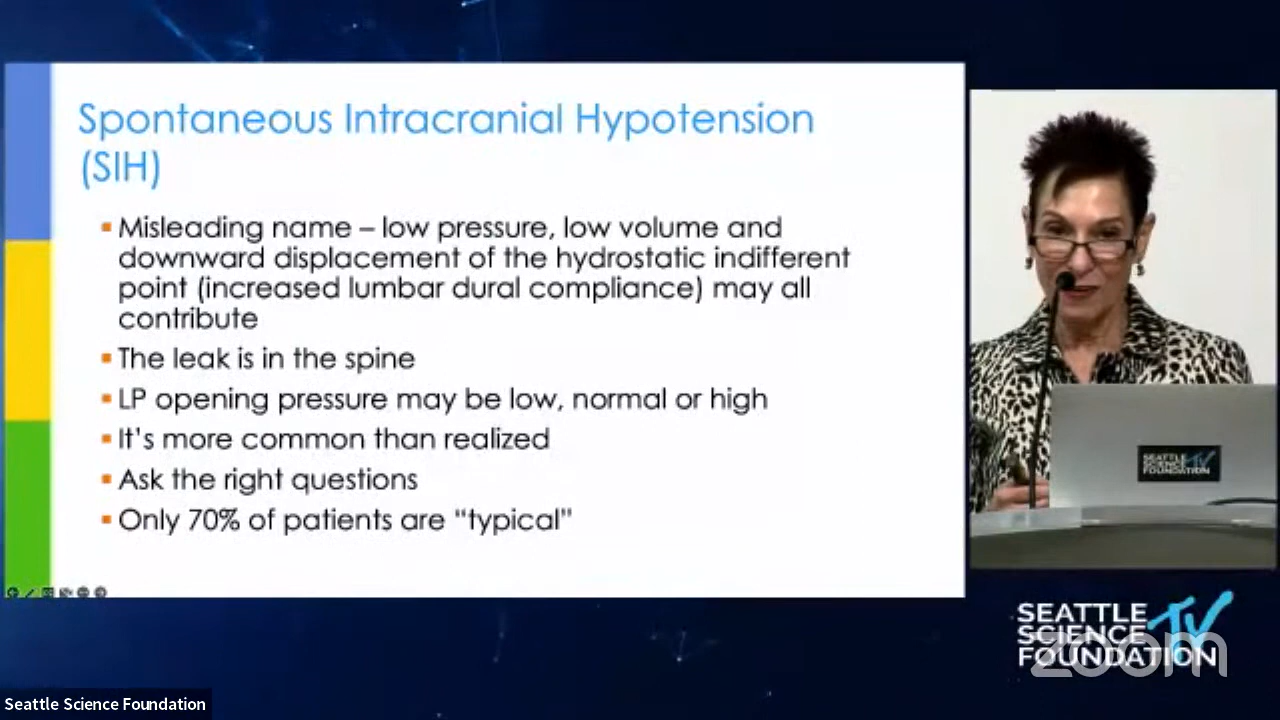 Spontaneous Intracranial Hypotension
(SIH)
Misleading name – low pressure, low volume and
downward displacement of the hydrostatic indifferent
point (increased lumbar dural compliance) may all
contribute
The leak is in the spine
LP opening pressure may be low, normal or high
It's more common than realized
Ask the right questions
Only 70% of patients are “typical”
SEATTLE
SCIENCE
FOUNDATION
TV
SEATTLE
SCIENCE
FOUNDATION
TV
zoom
Seattle Science Foundation